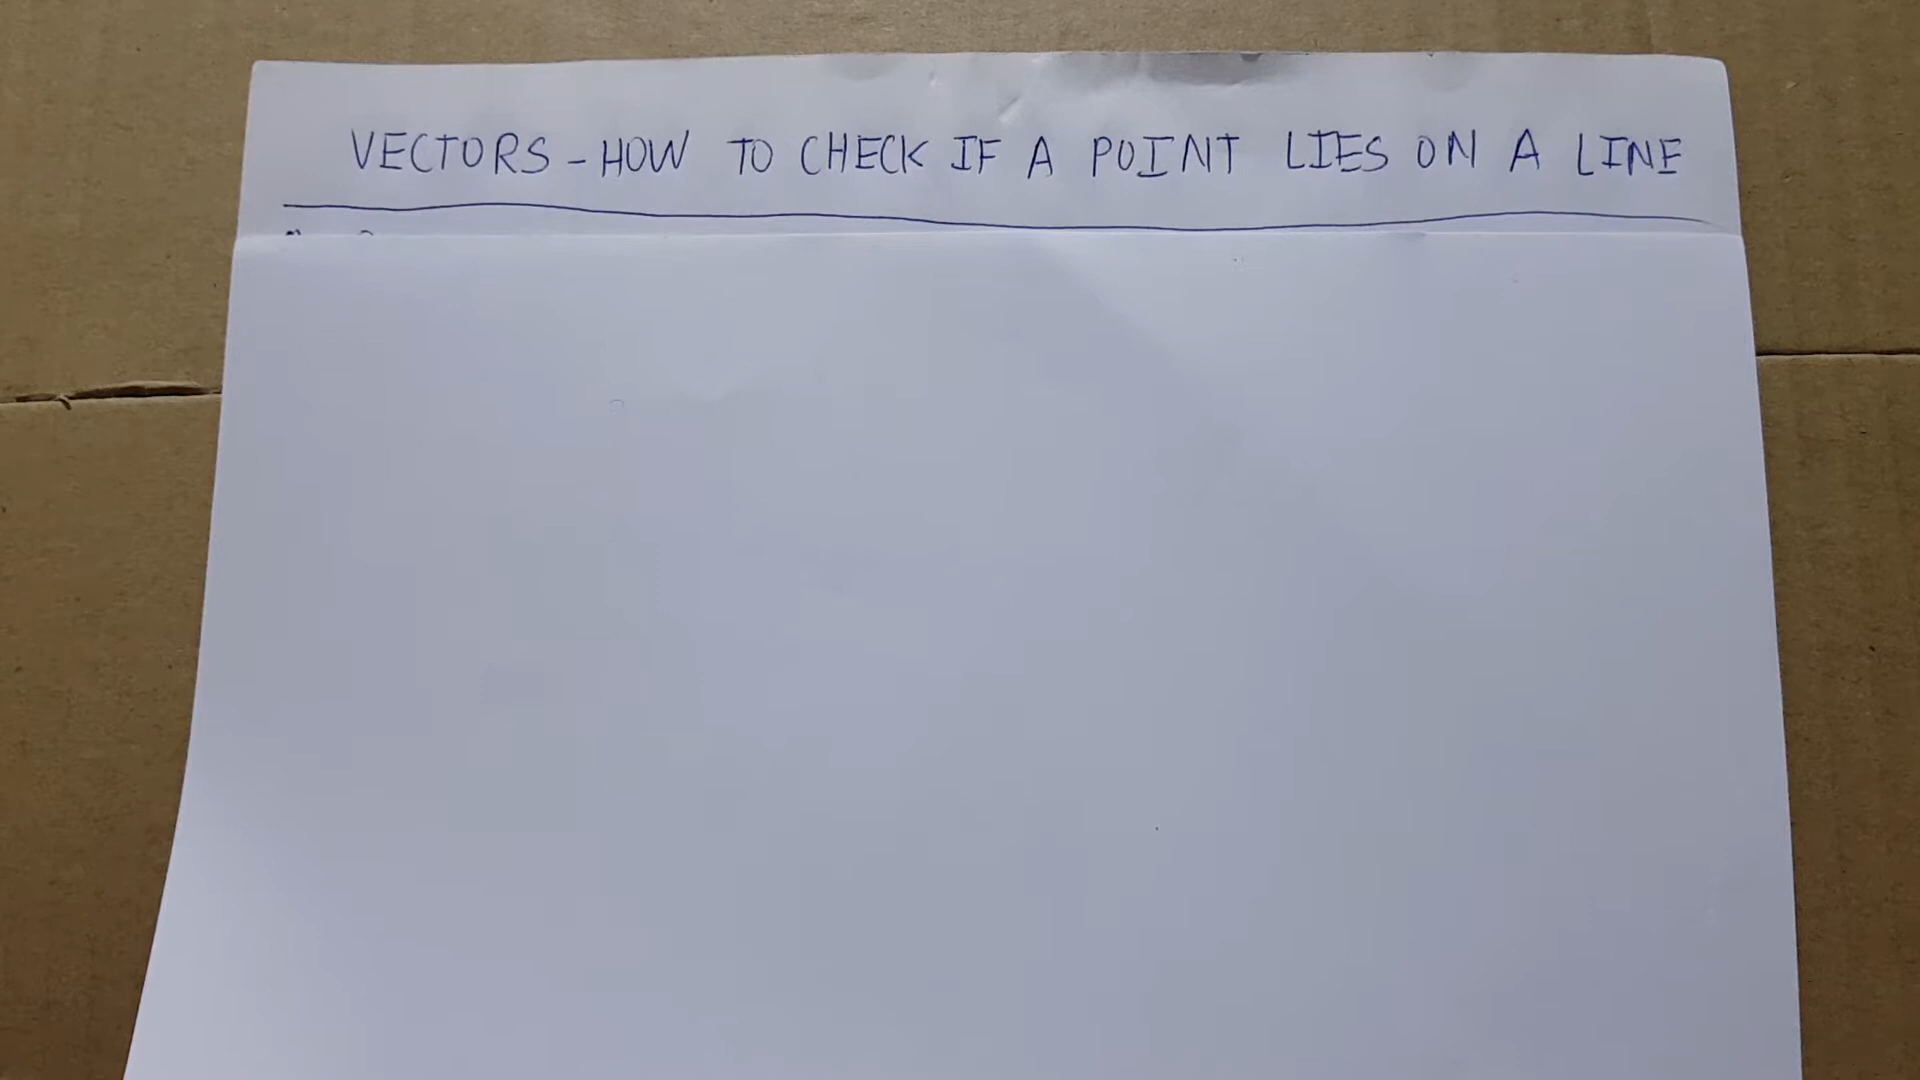 VECTORS - HOW TO CHECK IF A POINT LIES ON A LINE